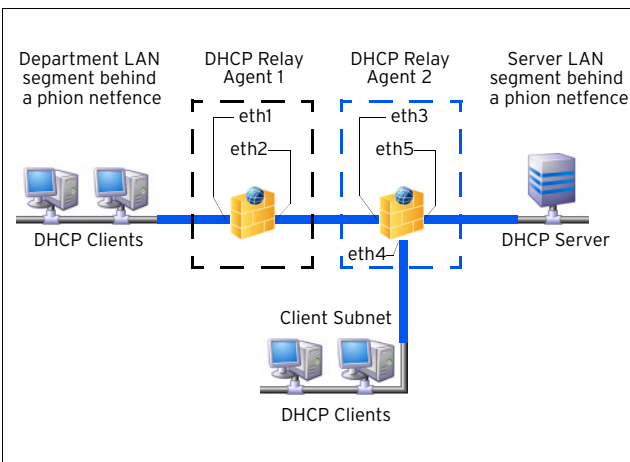 Department LAN
segment behind
a phion netfence
DHCP Relay
Agent 1
DHCP Relay
Agent 2
Server LAN
segment behind
a phion netfence
eth1
eth2
eth3
eth5
DHCP Clients
DHCP Server
eth4
Client Subnet
DHCP Clients